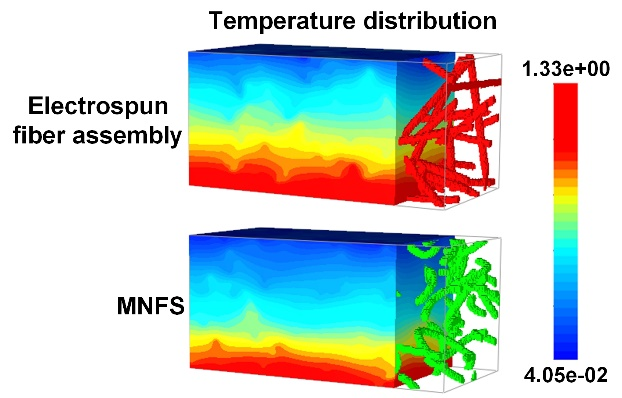 Temperature distribution
1.33e+00
Electrospun
fiber assembly
MNFS
4.05e-02